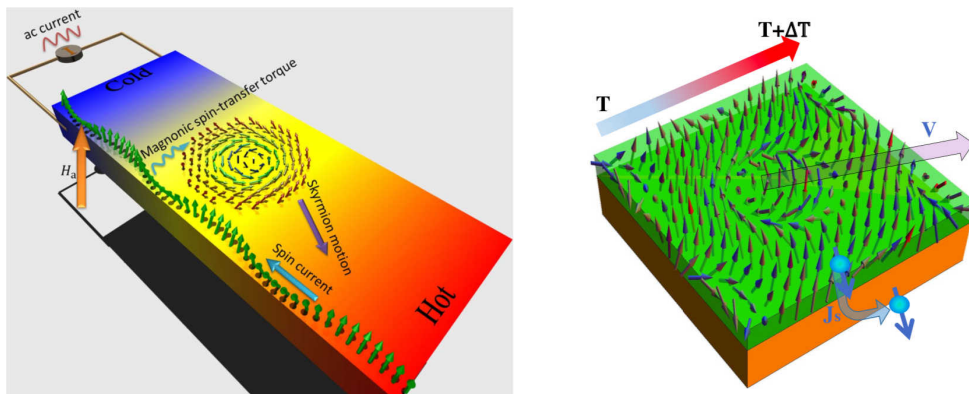 ac current
Cold
Magnonic spin-transfer torque
Hₐ
Skyrmion motion
Spin current
Hot
T+ΔT
T
V
Jₛ